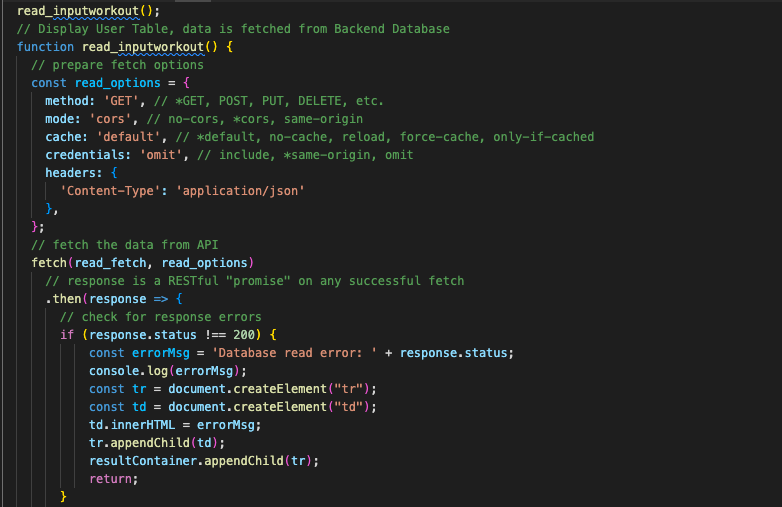 read_inputworkout();
// Display User Table, data is fetched from Backend Database
function read_inputworkout() {
  // prepare fetch options
  const read_options = {
    method: 'GET', // *GET, POST, PUT, DELETE, etc.
    mode: 'cors', // no-cors, *cors, same-origin
    cache: 'default', // *default, no-cache, reload, force-cache, only-if-cached
    credentials: 'omit', // include, *same-origin, omit
    headers: {
      'Content-Type': 'application/json'
    },
  };
  // fetch the data from API
  fetch(read_fetch, read_options)
    // response is a RESTful "promise" on any successful fetch
    .then(response => {
      // check for response errors
      if (response.status !== 200) {
          const errorMsg = 'Database read error: ' + response.status;
          console.log(errorMsg);
          const tr = document.createElement("tr");
          const td = document.createElement("td");
          td.innerHTML = errorMsg;
          tr.appendChild(td);
          resultContainer.appendChild(tr);
          return;
      }